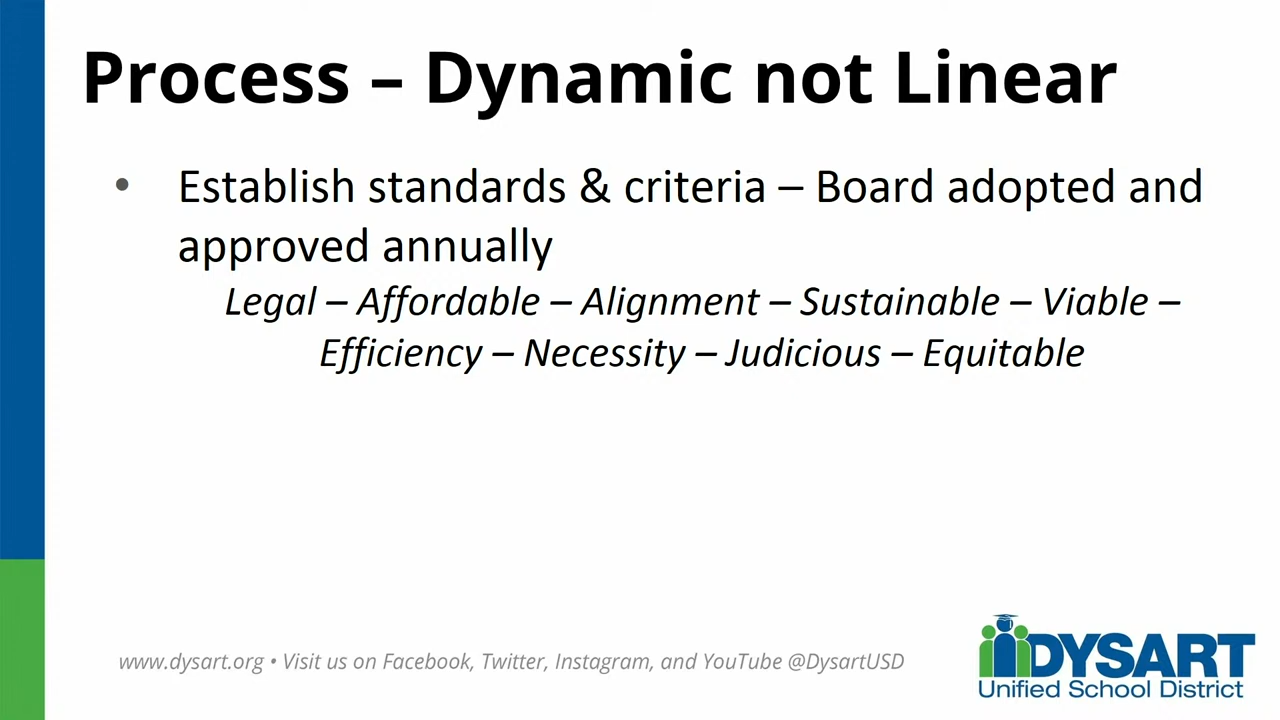 Process – Dynamic not Linear
• Establish standards & criteria – Board adopted and
approved annually
Legal – Affordable – Alignment – Sustainable – Viable –
Efficiency – Necessity – Judicious – Equitable
www.dysart.org • Visit us on Facebook, Twitter, Instagram, and YouTube @DysartUSD
DYSART
Unified School District